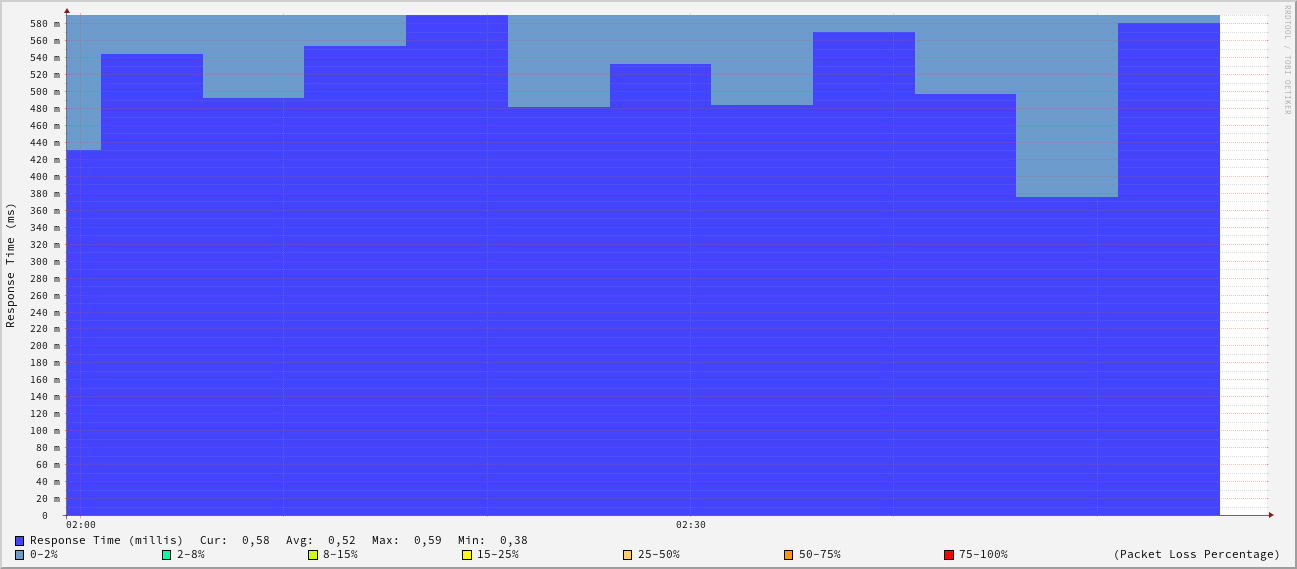 RRDTOOL / TOBI OETIKER
Response Time (ms)
580 m
560 m
540 m
520 m
500 m
480 m
460 m
440 m
420 m
400 m
380 m
360 m
340 m
320 m
300 m
280 m
260 m
240 m
220 m
200 m
180 m
160 m
140 m
120 m
100 m
80 m
60 m
40 m
20 m
0
02:00 02:30
Response Time (millis) Cur: 0,58 Avg: 0,52 Max: 0,59 Min: 0,38
0-2% 2-8% 8-15% 15-25% 25-50% 50-75% 75-100% (Packet Loss Percentage)